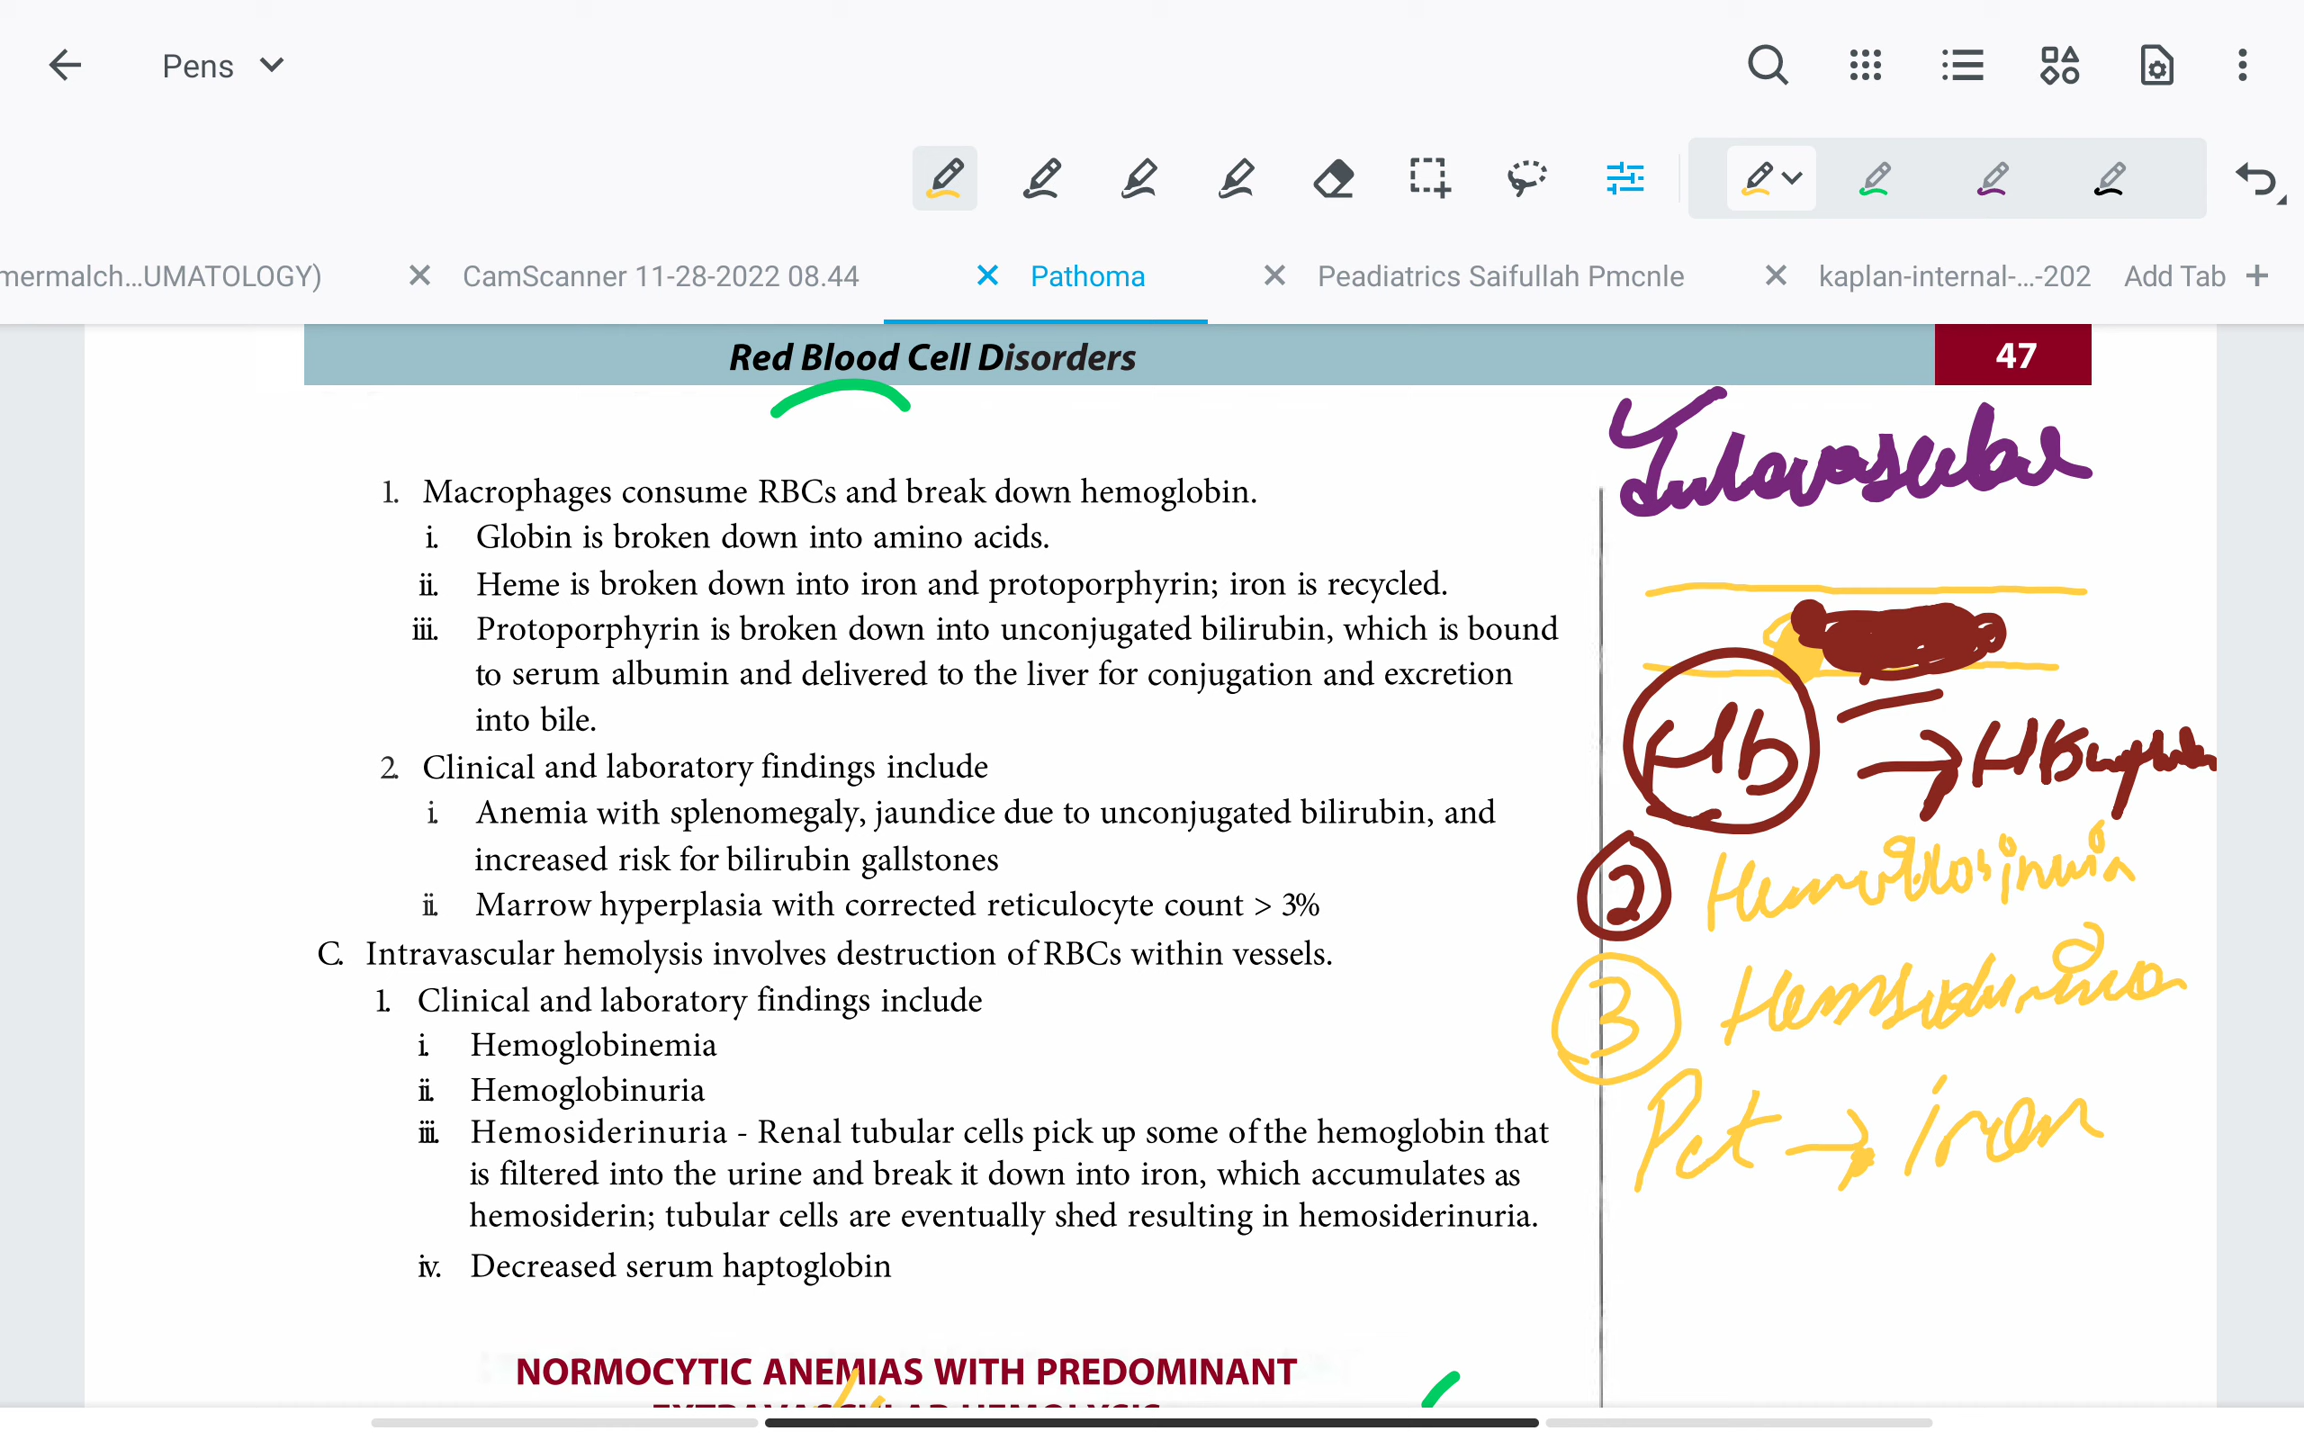 Pens
mermalch...UMATOLOGY)
CamScanner 11-28-2022 08.44
Pathoma
Peadiatrics Saifullah Pmcnle
kaplan-internal-...-202
Add Tab +
Red Blood Cell Disorders
47
1. Macrophages consume RBCs and break down hemoglobin.
i. Globin is broken down into amino acids.
ii. Heme is broken down into iron and protoporphyrin; iron is recycled.
iii. Protoporphyrin is broken down into unconjugated bilirubin, which is bound
to serum albumin and delivered to the liver for conjugation and excretion
into bile.
2. Clinical and laboratory findings include
i. Anemia with splenomegaly, jaundice due to unconjugated bilirubin, and
increased risk for bilirubin gallstones
ii. Marrow hyperplasia with corrected reticulocyte count > 3%
C. Intravascular hemolysis involves destruction of RBCs within vessels.
1. Clinical and laboratory findings include
i. Hemoglobinemia
ii. Hemoglobinuria
iii. Hemosiderinuria - Renal tubular cells pick up some of the hemoglobin that
is filtered into the urine and break it down into iron, which accumulates as
hemosiderin; tubular cells are eventually shed resulting in hemosiderinuria.
iv. Decreased serum haptoglobin
NORMOCYTIC ANEMIAS WITH PREDOMINANT
EXTRAVASCULAR HEMOLYSIS
Intravascular
Hb →
2
3
Pct → iron